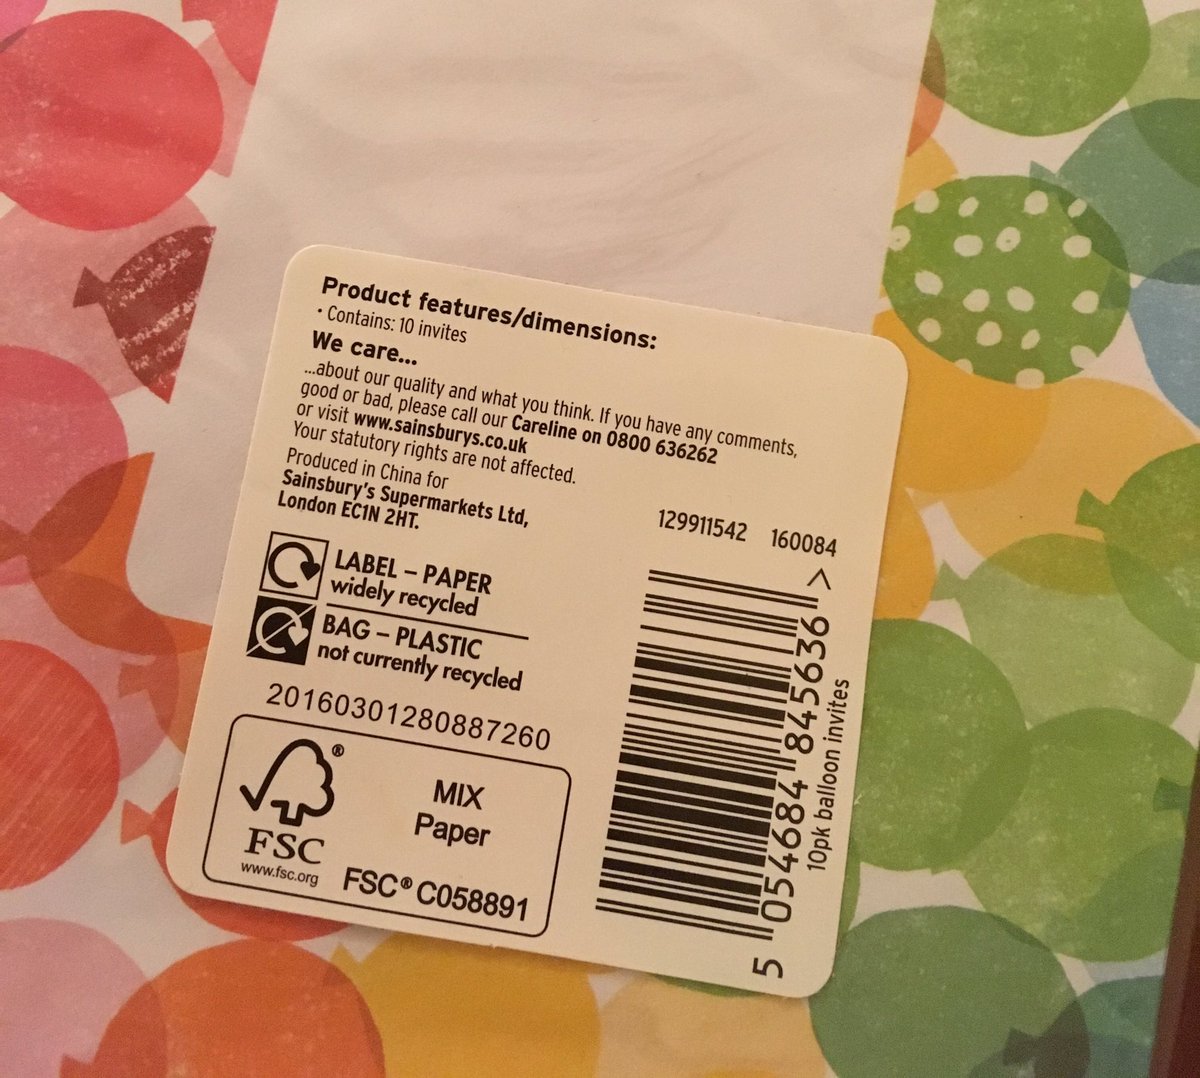 Product features/dimensions:
• Contains: 10 invites
We care...
...about our quality and what you think. If you have any comments,
good or bad, please call our Careline on 0800 636262
or visit www.sainsburys.co.uk
Your statutory rights are not affected.
Produced in China for
Sainsbury's Supermarkets Ltd,
London EC1N 2HT.
129911542 160084
LABEL – PAPER
widely recycled
BAG – PLASTIC
not currently recycled
20160301280887260
®
FSC
www.fsc.org
MIX
Paper
FSC® C058891
5 054684 845636 >
10pk balloon invites